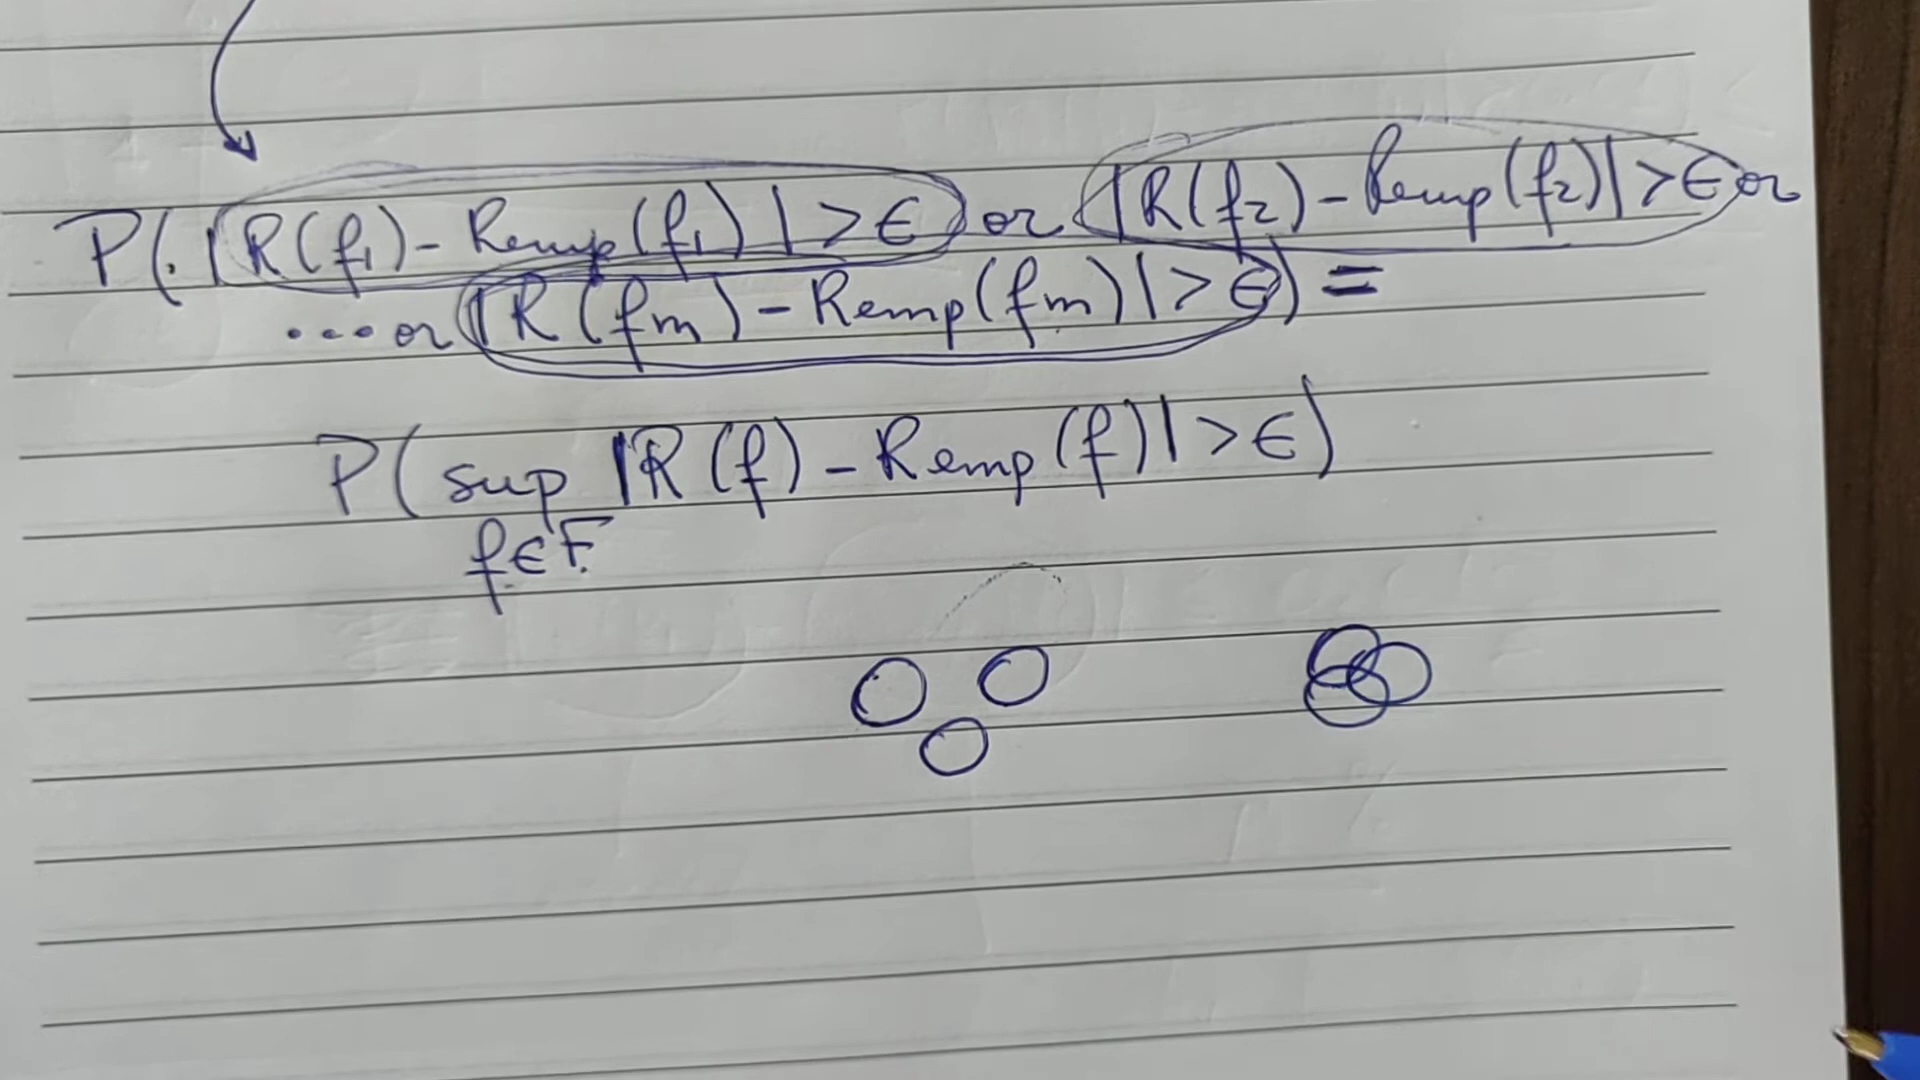 P( |R(f₁) - Remp(f₁)| > ϵ or |R(f₂) - Remp(f₂)| > ϵ or
.... or |R(fm) - Remp(fm)| > ϵ) =
P( sup |R(f) - Remp(f)| > ϵ)
f ∈ F